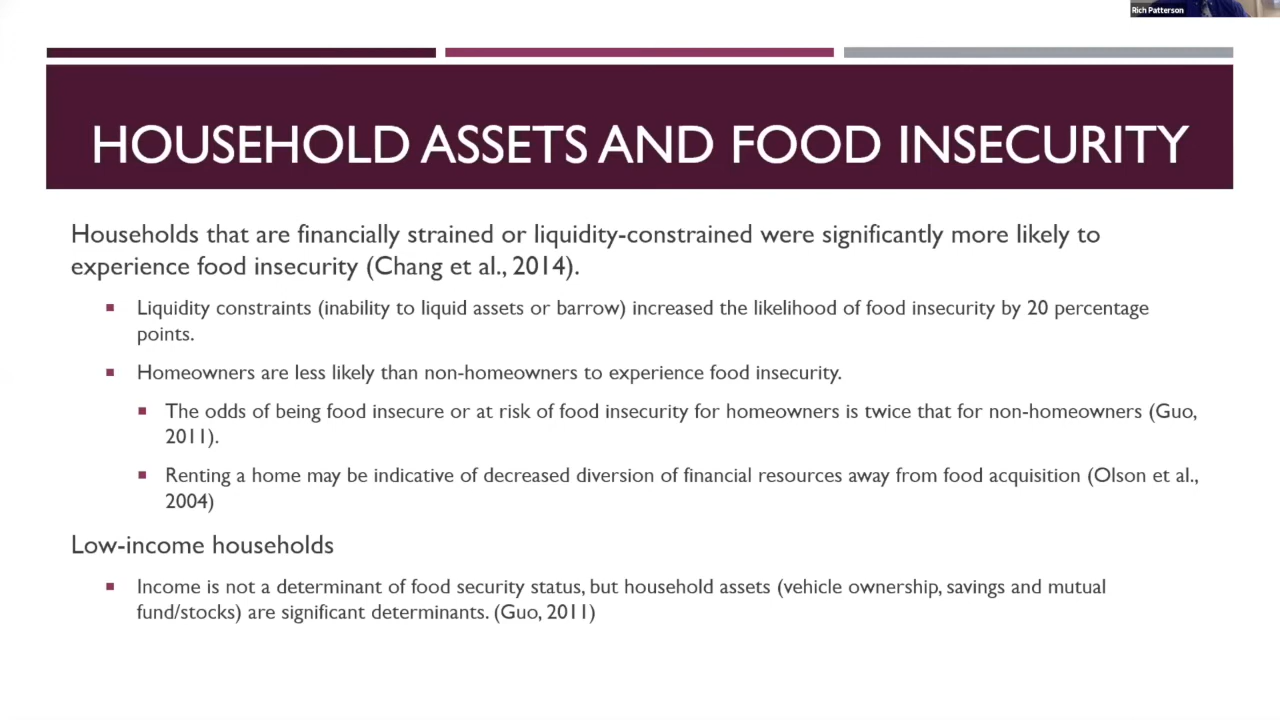 Rich Patterson
HOUSEHOLD ASSETS AND FOOD INSECURITY
Households that are financially strained or liquidity-constrained were significantly more likely to
experience food insecurity (Chang et al., 2014).
Liquidity constraints (inability to liquid assets or barrow) increased the likelihood of food insecurity by 20 percentage
points.
Homeowners are less likely than non-homeowners to experience food insecurity.
The odds of being food insecure or at risk of food insecurity for homeowners is twice that for non-homeowners (Guo,
2011).
Renting a home may be indicative of decreased diversion of financial resources away from food acquisition (Olson et al.,
2004)
Low-income households
Income is not a determinant of food security status, but household assets (vehicle ownership, savings and mutual
fund/stocks) are significant determinants. (Guo, 2011)